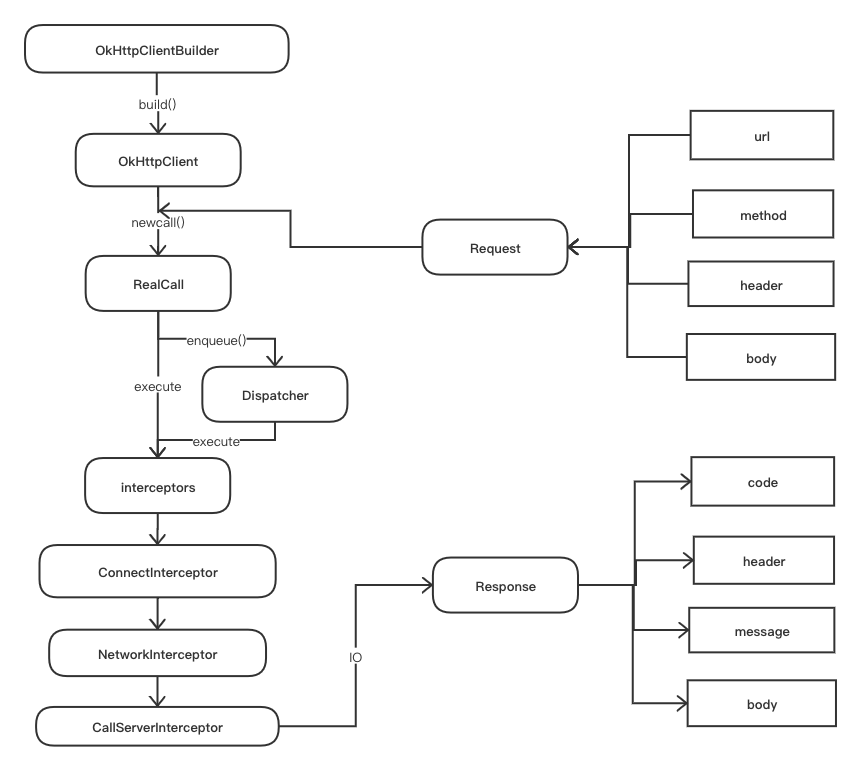 OkHttpClientBuilder
build()
OkHttpClient
newcall()
RealCall
enqueue()
execute
Dispatcher
execute
interceptors
ConnectInterceptor
NetworkInterceptor
CallServerInterceptor
Request
url
method
header
body
IO
Response
code
header
message
body